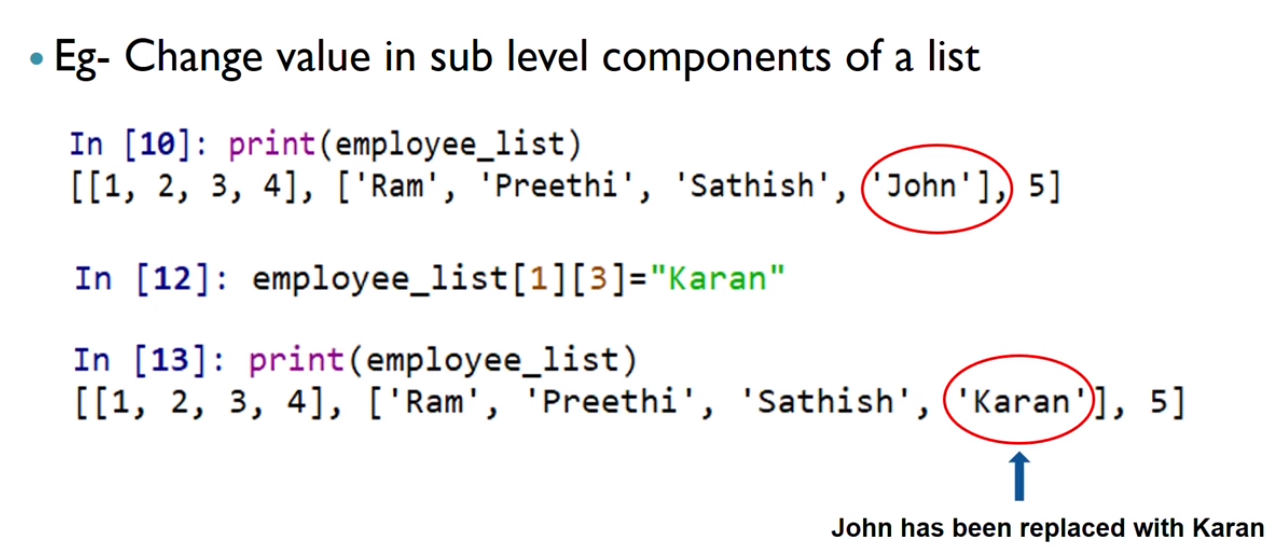 • Eg- Change value in sub level components of a list
In [10]: print(employee_list)
[[1, 2, 3, 4], ['Ram', 'Preethi', 'Sathish', 'John'], 5]
In [12]: employee_list[1][3]="Karan"
In [13]: print(employee_list)
[[1, 2, 3, 4], ['Ram', 'Preethi', 'Sathish', 'Karan'], 5]
John has been replaced with Karan